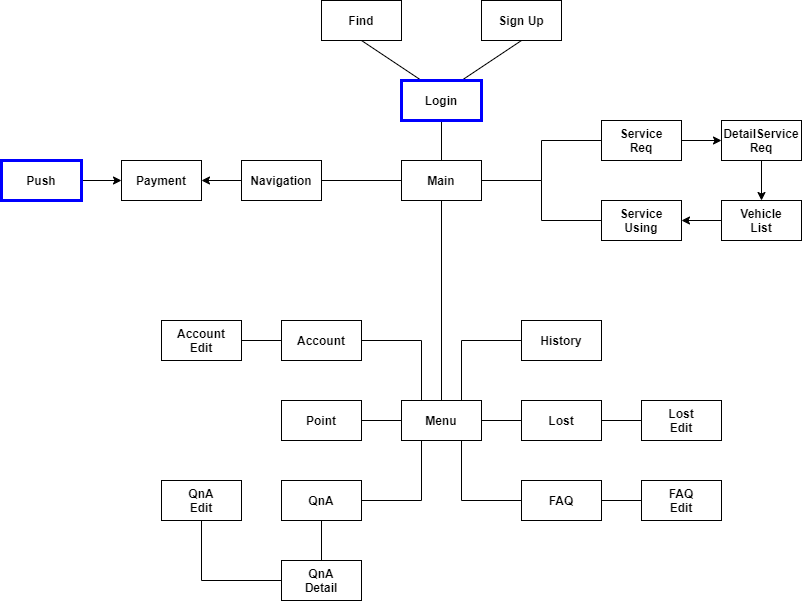 Find
Sign Up
Login
Service
Req
DetailService
Req
Push
Payment
Navigation
Main
Service
Using
Vehicle
List
Account
Edit
Account
History
Point
Menu
Lost
Lost
Edit
QnA
Edit
QnA
FAQ
FAQ
Edit
QnA
Detail